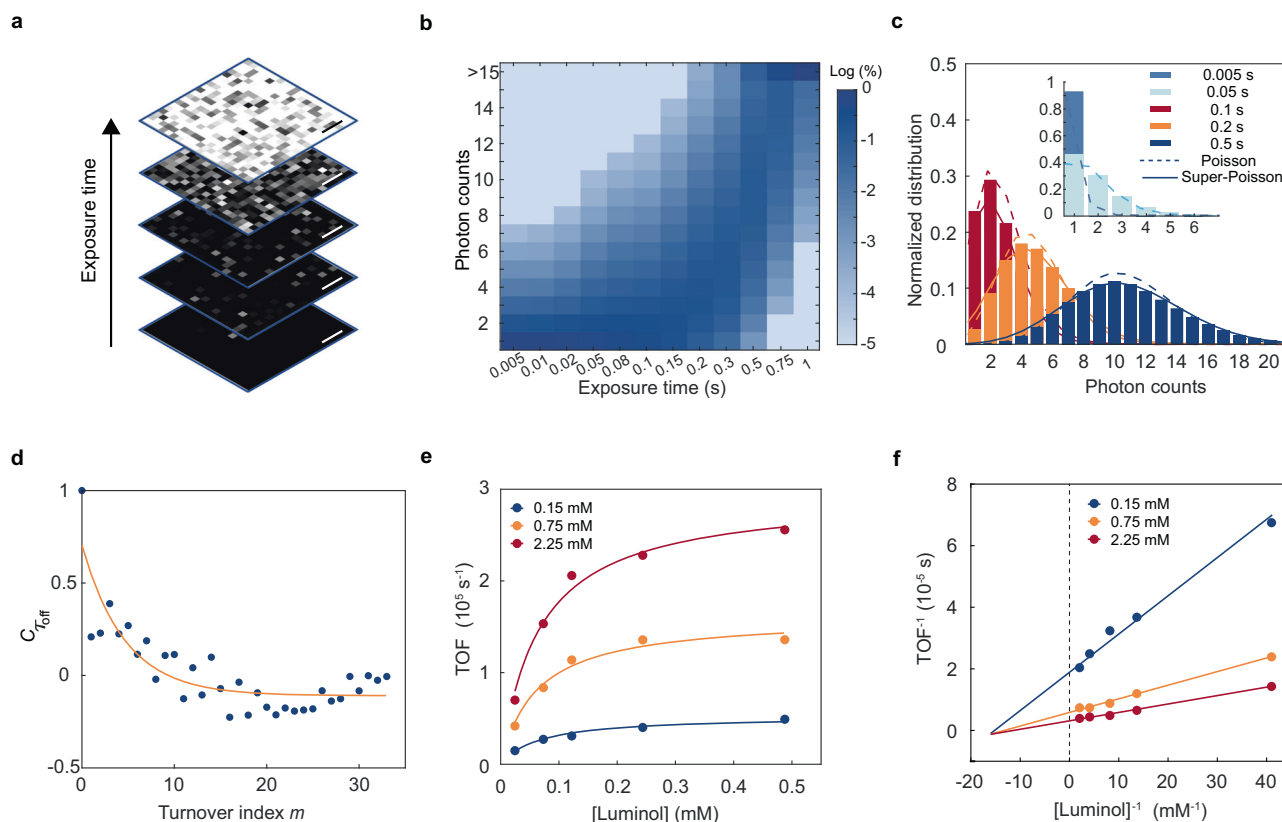 a
Exposure time
b
Photon counts
>15
14
12
10
8
6
4
2
0.005 0.01 0.02 0.05 0.08 0.1 0.15 0.2 0.3 0.5 0.75 1
Exposure time (s)
Log (%)
0
-1
-2
-3
-4
-5
c
Normalized distribution
0.5
0.4
0.3
0.2
0.1
0
2 4 6 8 10 12 14 16 18 20
Photon counts
1
0.8
0.6
0.4
0.2
0
1 2 3 4 5 6
0.005 s
0.05 s
0.1 s
0.2 s
0.5 s
Poisson
Super-Poisson
d
C τoff
1
0.5
0
-0.5
0 10 20 30
Turnover index m
e
TOF (10⁵ s⁻¹)
3
2
1
0
0 0.1 0.2 0.3 0.4 0.5
[Luminol] (mM)
0.15 mM
0.75 mM
2.25 mM
f
TOF⁻¹ (10⁻⁵ s)
8
6
4
2
0
-20 -10 0 10 20 30 40
[Luminol]⁻¹ (mM⁻¹)
0.15 mM
0.75 mM
2.25 mM